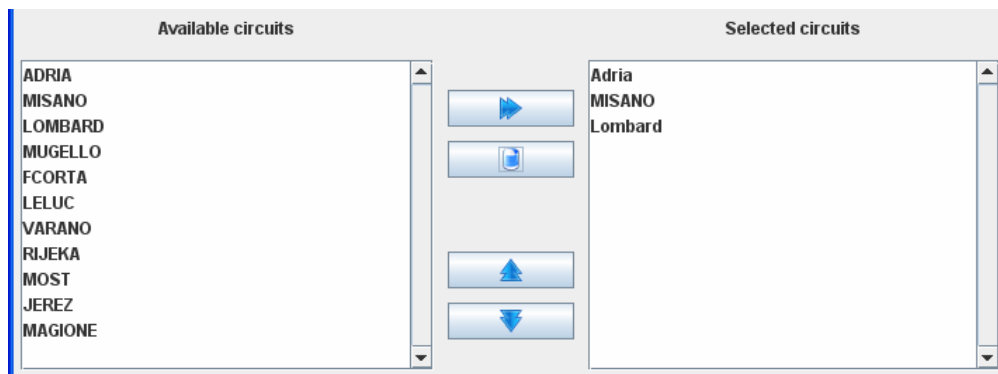 Available circuits
ADRIA
MISANO
LOMBARD
MUGELLO
FCORTA
LELUC
VARANO
RIJEKA
MOST
JEREZ
MAGIONE
Selected circuits
Adria
MISANO
Lombard